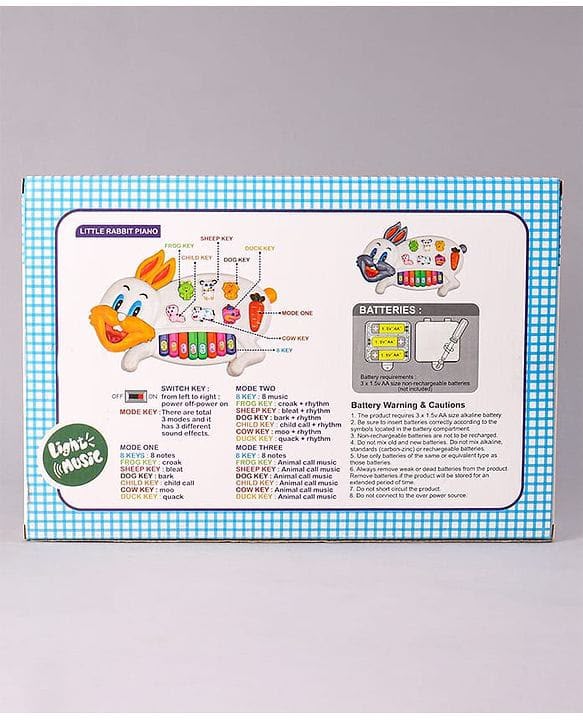 LITTLE RABBIT PIANO
SHEEP KEY
FROG KEY
DUCK KEY
CHILD KEY
DOG KEY
MODE ONE
COW KEY
8 KEY
BATTERIES :
1.5V"AA"
1.5V"AA"
1.5V"AA"
Battery requirements :
3 x 1.5v AA size non-rechargeable batteries
(not included)
OFF ON
SWITCH KEY :
from left to right :
power off-power on
MODE KEY : There are total
3 modes and it
has 3 different
sound effects.
MODE ONE
8 KEYS : 8 notes
FROG KEY : croak
SHEEP KEY : bleat
DOG KEY : bark
CHILD KEY : child call
COW KEY : moo
DUCK KEY : quack
MODE TWO
8 KEY : 8 music
FROG KEY : croak + rhythm
SHEEP KEY : bleat + rhythm
DOG KEY : bark + rhythm
CHILD KEY : child call + rhythm
COW KEY : moo + rhythm
DUCK KEY : quack + rhythm
MODE THREE
8 KEY : 8 notes
FROG KEY : Animal call music
SHEEP KEY : Animal call music
DOG KEY : Animal call music
CHILD KEY : Animal call music
COW KEY : Animal call music
DUCK KEY : Animal call music
Battery Warning & Cautions
1. The product requires 3 x 1.5v AA size alkaline battery
2. Be sure to insert batteries correctly according to the
symbols located at the battery compartment.
3. Non-rechargeable batteries are not to be recharged.
4. Do not mix old and new batteries. Do not mix alkaline,
standards (carbon-zinc) or rechargeable batteries.
5. Use only batteries of the same or equivalent type as
those batteries.
6. Always remove weak or dead batteries from the product
Remove batteries if the product will be stored for an
extended period of time.
7. Do not short circuit the product.
8. Do not connect to the over power source.
Light
Music